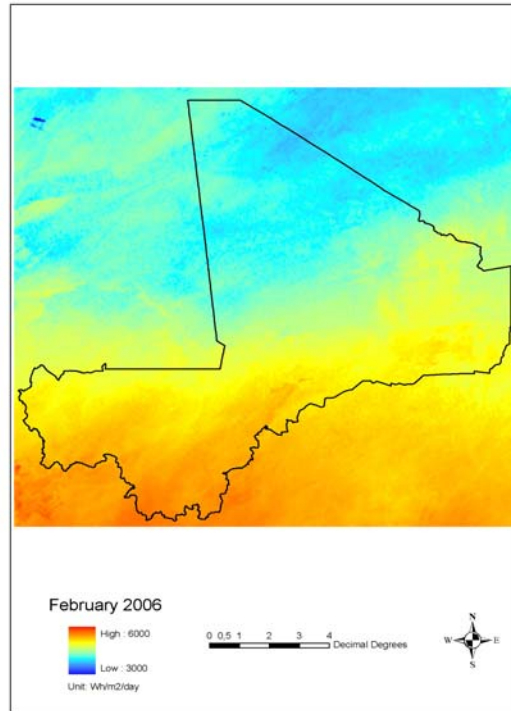 February 2006
High : 6000
Low : 3000
Unit: Wh/m2/day
0 0,5 1 2 3 4
Decimal Degrees
N
W E
S